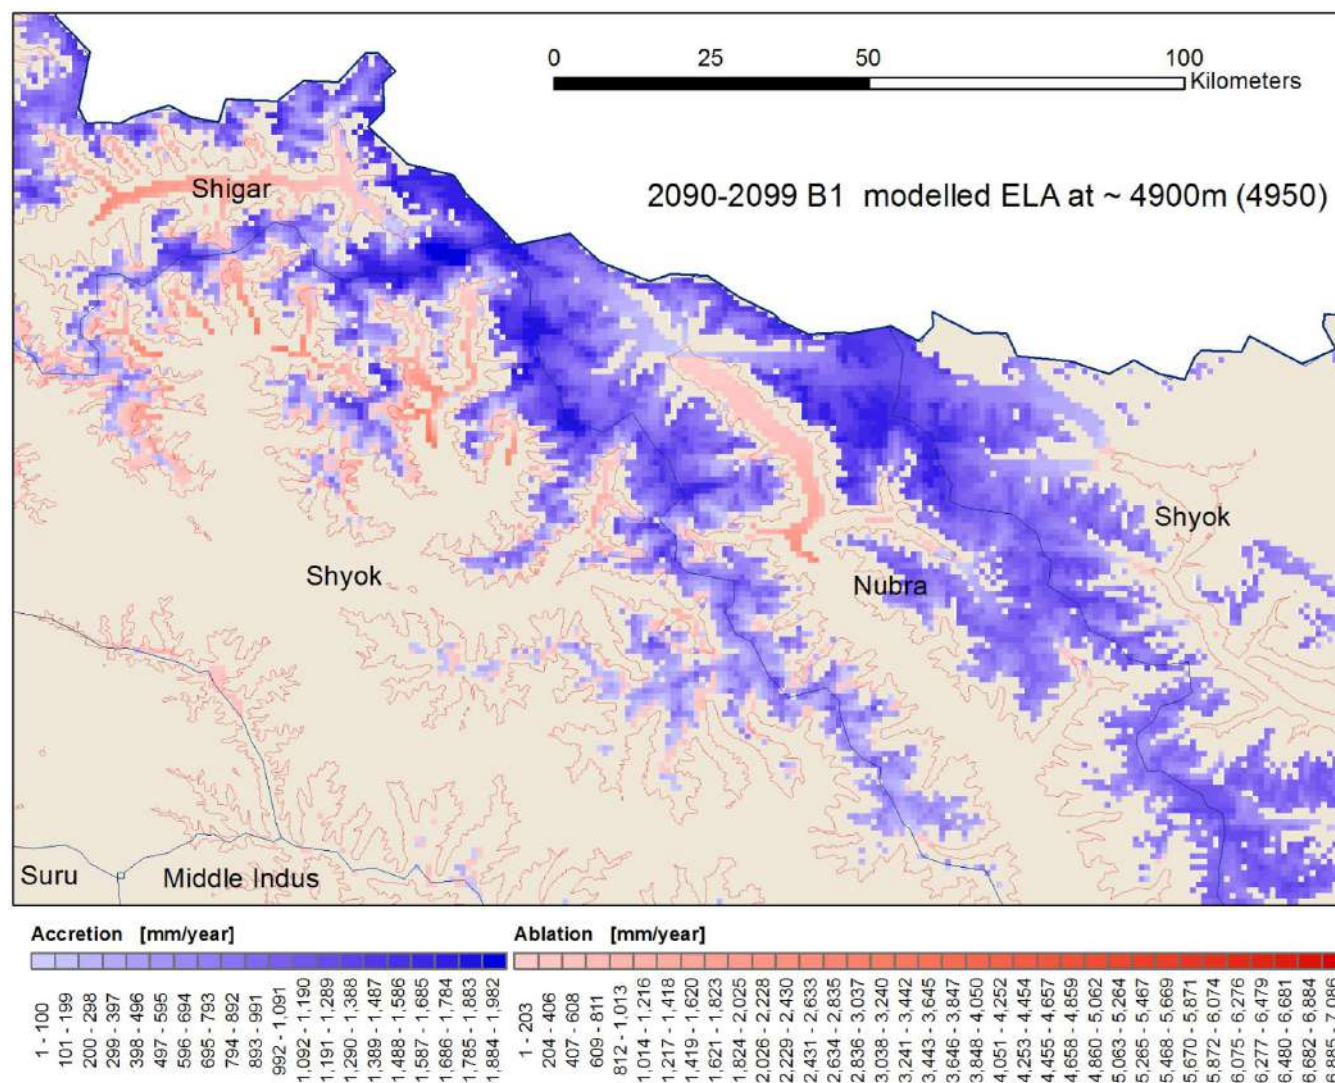 0 25 50 100
Kilometers
2090-2099 B1 modelled ELA at ~ 4900m (4950)
Shigar
Shyok
Shyok
Nubra
Suru
Middle Indus
Accretion [mm/year]
1 - 100
101 - 199
200 - 298
299 - 397
398 - 496
497 - 595
596 - 694
695 - 793
794 - 892
893 - 991
992 - 1,091
1,092 - 1,190
1,191 - 1,289
1,290 - 1,388
1,389 - 1,487
1,488 - 1,586
1,587 - 1,685
1,686 - 1,784
1,785 - 1,883
1,884 - 1,982
Ablation [mm/year]
1 - 203
204 - 406
407 - 608
609 - 811
812 - 1,013
1,014 - 1,216
1,217 - 1,418
1,419 - 1,620
1,621 - 1,823
1,824 - 2,025
2,026 - 2,228
2,229 - 2,430
2,431 - 2,633
2,634 - 2,835
2,836 - 3,037
3,038 - 3,240
3,241 - 3,442
3,443 - 3,645
3,646 - 3,847
3,848 - 4,050
4,051 - 4,252
4,253 - 4,454
4,455 - 4,657
4,658 - 4,859
4,860 - 5,062
5,063 - 5,264
5,265 - 5,467
5,468 - 5,669
5,670 - 5,871
5,872 - 6,074
6,075 - 6,276
6,277 - 6,479
6,480 - 6,681
6,682 - 6,884
6,885 - 7,086